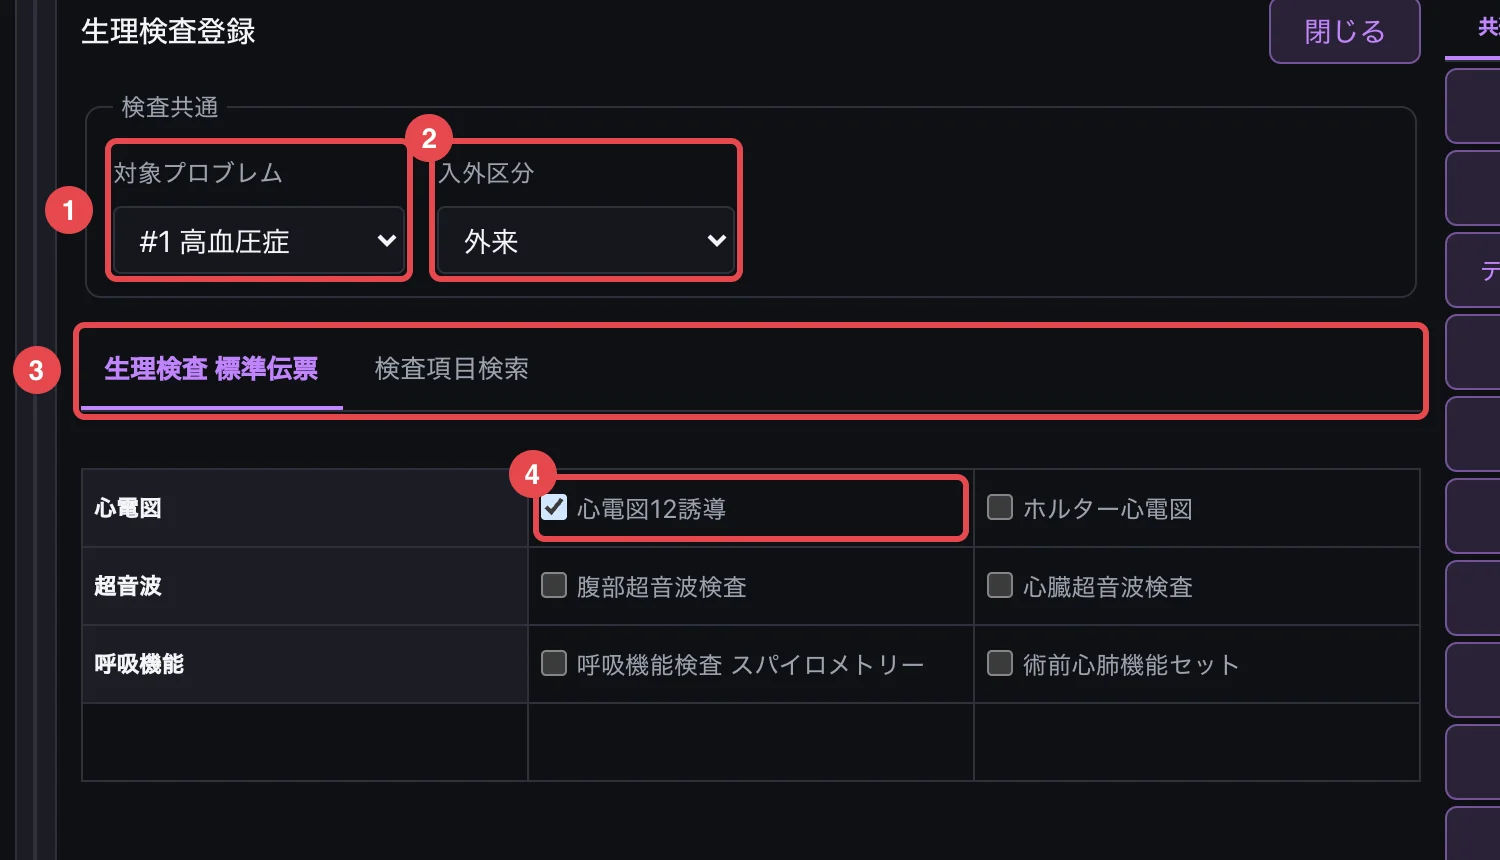 生理検査登録
閉じる
検査共通
1
対象プロブレム
#1 高血圧症
2
入外区分
外来
3
生理検査 標準伝票
検査項目検索
4
心電図
心電図12誘導
ホルター心電図
超音波
腹部超音波検査
心臓超音波検査
呼吸機能
呼吸機能検査 スパイロメトリー
術前心肺機能セット
共
テ